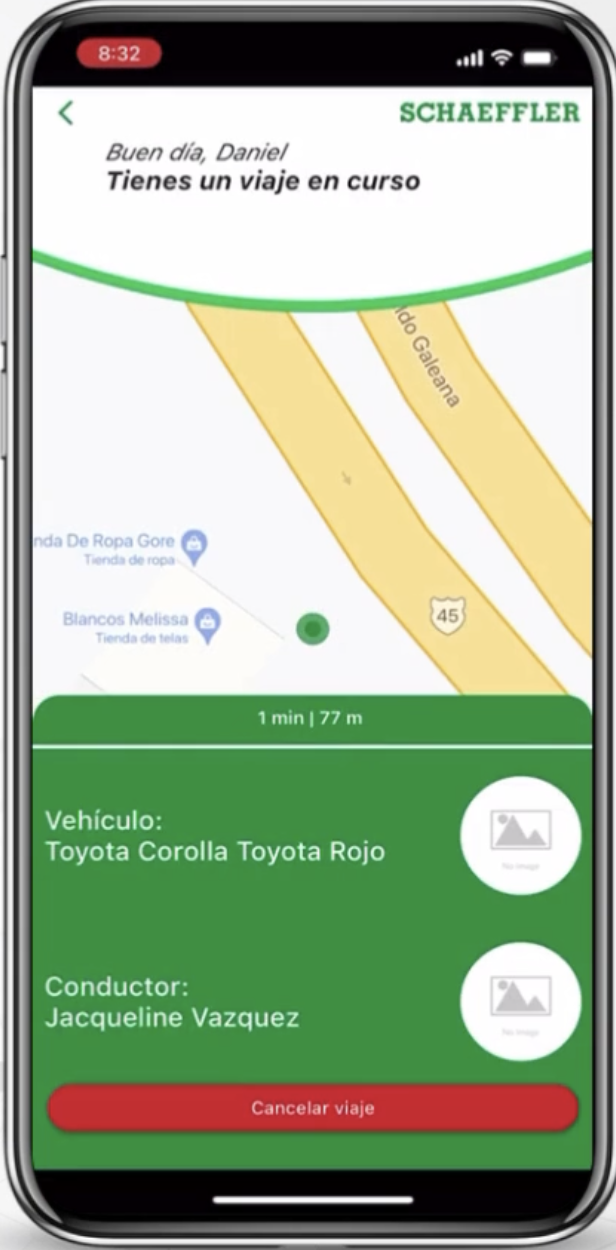 8:32
SCHAEFFLER
Buen día, Daniel
Tienes un viaje en curso
do Galeana
nda De Ropa Gore
Tienda de ropa
Blancos Melissa
Tienda de telas
45
1 min | 77 m
Vehículo:
Toyota Corolla Toyota Rojo
No image
Conductor:
Jacqueline Vazquez
No image
Cancelar viaje